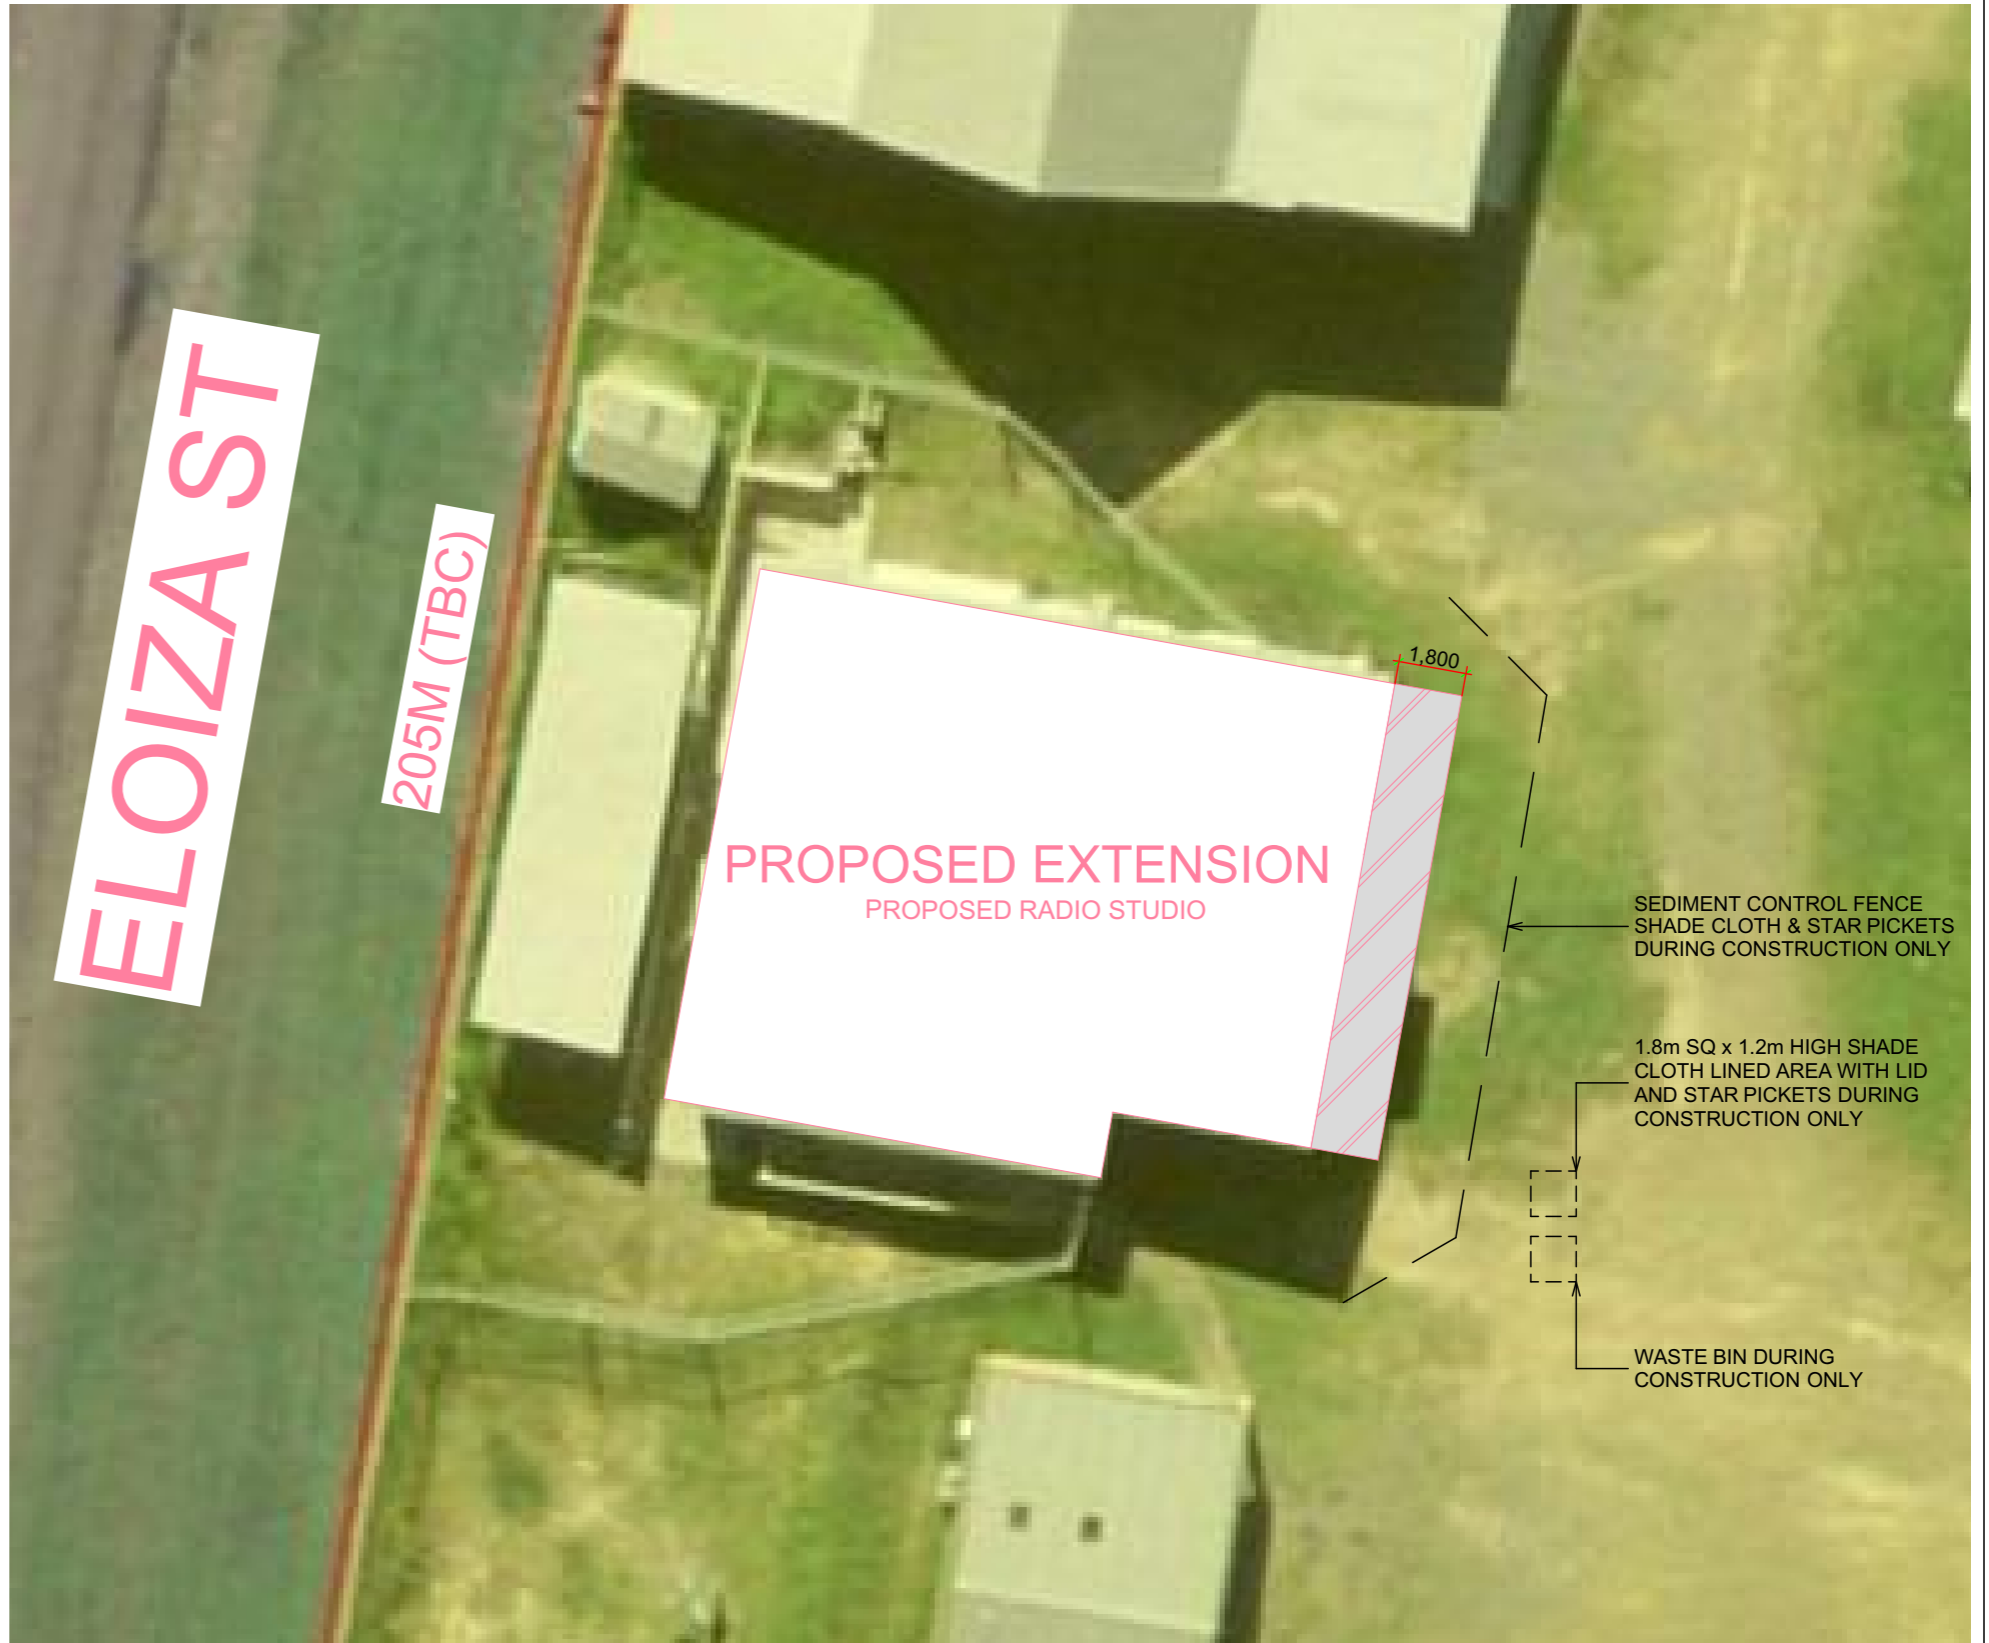 ELOIZA ST
205M (TBC)
1,800
PROPOSED EXTENSION
PROPOSED RADIO STUDIO
SEDIMENT CONTROL FENCE
SHADE CLOTH & STAR PICKETS
DURING CONSTRUCTION ONLY
1.8m SQ x 1.2m HIGH SHADE
CLOTH LINED AREA WITH LID
AND STAR PICKETS DURING
CONSTRUCTION ONLY
WASTE BIN DURING
CONSTRUCTION ONLY